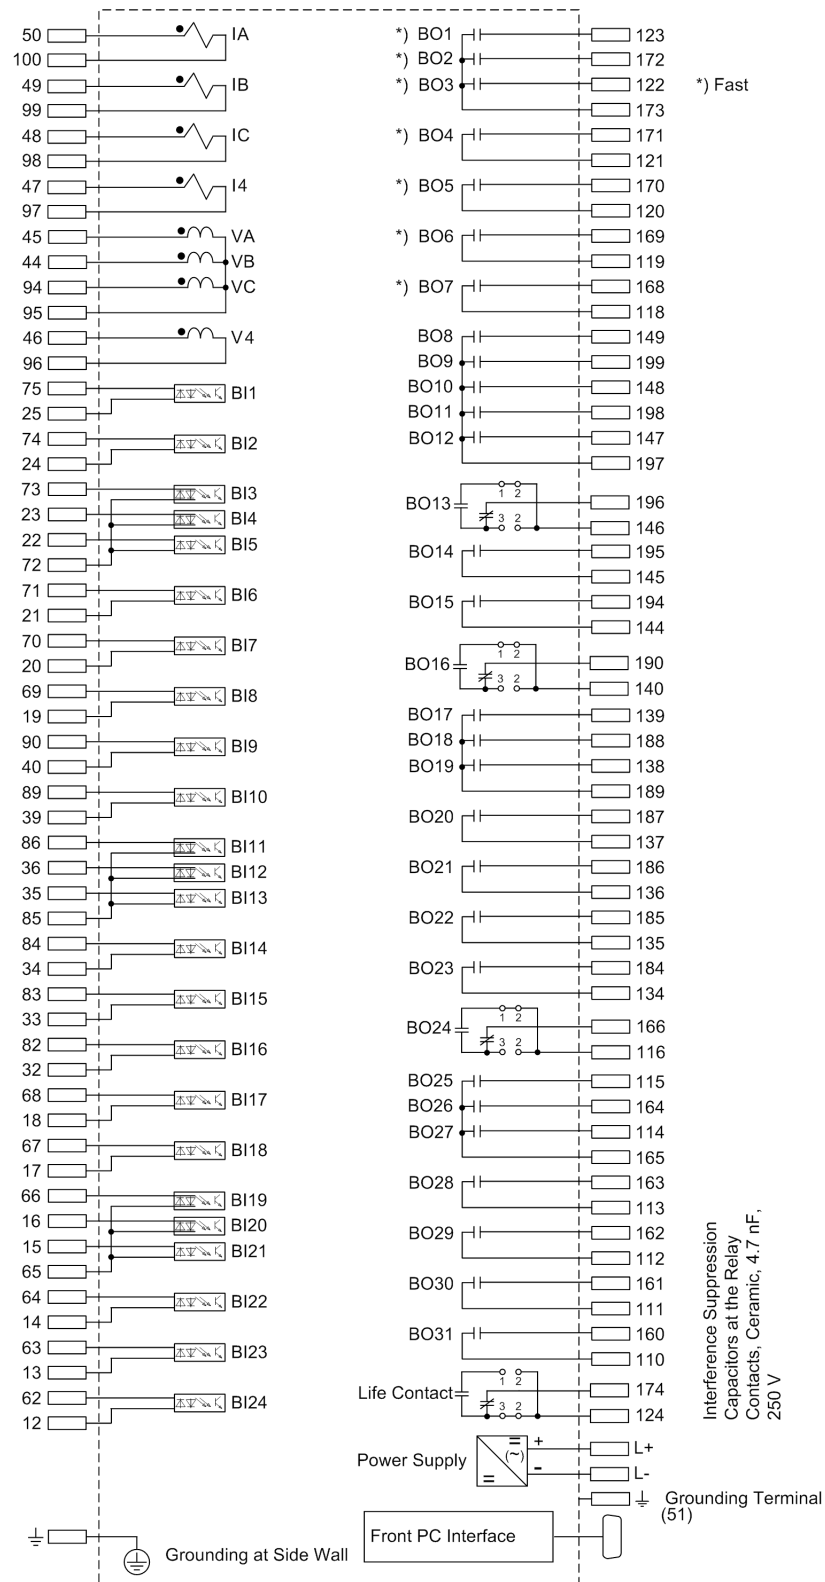 50 IA *) BO1 123
100 *) BO2 172
49 IB *) BO3 122 *) Fast
99 173
48 IC *) BO4 171
98 121
47 I4 *) BO5 170
97 120
45 VA *) BO6 169
44 VB 119
94 VC *) BO7 168
95 118
46 V4 BO8 149
96 BO9 199
75 BI1 BO10 148
25 BO11 198
74 BI2 BO12 147
24 197
73 BI3 1 2
23 BI4 BO13 196
3 2 146
22 BI5 BO14 195
72 145
71 BI6 BO15 194
21 144
70 BI7 1 2
20 BO16 190
69 BI8 3 2 140
19 BO17 139
90 BI9 BO18 188
40 BO19 138
89 BI10 189
39 BO20 187
86 BI11 137
36 BI12 BO21 186
35 BI13 136
85 BO22 185
84 BI14 135
34 BO23 184
83 BI15 134
33 1 2
82 BI16 BO24 166
32 3 2 116
68 BI17 BO25 115
18 BO26 164
67 BI18 BO27 114
17 165
66 BI19 BO28 163
16 BI20 113
15 BI21 BO29 162
65 112
64 BI22 BO30 161
14 111
63 BI23 BO31 160
13 110
62 BI24 1 2
Life Contact 174
12 3 2 124
Interference Suppression
Capacitors at the Relay
Contacts, Ceramic, 4.7 nF,
250 V
Power Supply = (~) = + L+
- L-
Grounding Terminal
(51)
Front PC Interface
Grounding at Side Wall